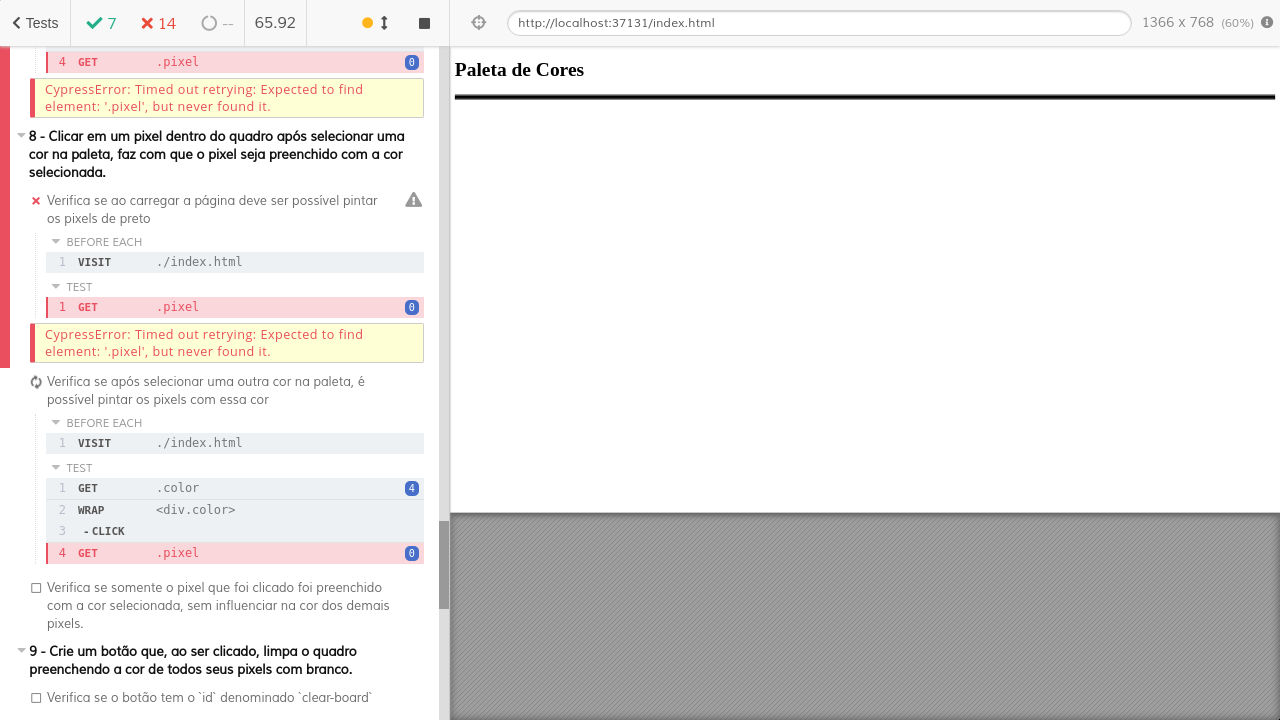 Tests 7 14 -- 65.92 http://localhost:37131/index.html 1366 x 768 (60%)
4 GET .pixel 0
CypressError: Timed out retrying: Expected to find
element: '.pixel', but never found it.
8 - Clicar em um pixel dentro do quadro após selecionar uma
cor na paleta, faz com que o pixel seja preenchido com a cor
selecionada.
Verifica se ao carregar a página deve ser possível pintar
os pixels de preto
BEFORE EACH
1 VISIT ./index.html
TEST
1 GET .pixel 0
CypressError: Timed out retrying: Expected to find
element: '.pixel', but never found it.
Verifica se após selecionar uma outra cor na paleta, é
possível pintar os pixels com essa cor
BEFORE EACH
1 VISIT ./index.html
TEST
1 GET .color 4
2 WRAP <div.color>
3 - CLICK
4 GET .pixel 0
Verifica se somente o pixel que foi clicado foi preenchido
com a cor selecionada, sem influenciar na cor dos demais
pixels.
9 - Crie um botão que, ao ser clicado, limpa o quadro
preenchendo a cor de todos seus pixels com branco.
Verifica se o botão tem o `id` denominado `clear-board`
Paleta de Cores